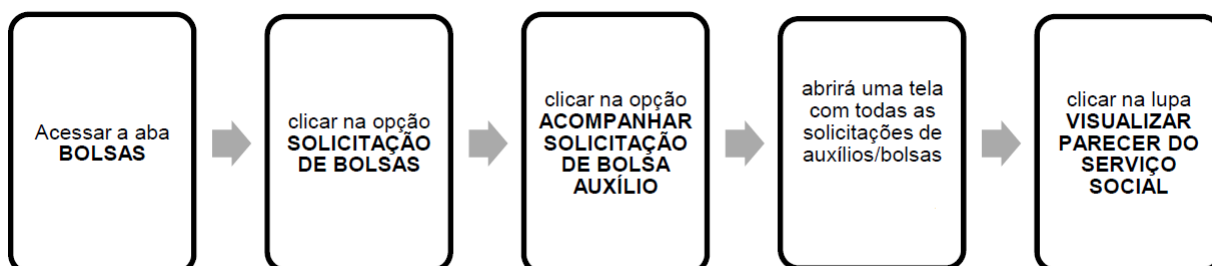 Acessar a aba
BOLSAS
clicar na opção
SOLICITAÇÃO
DE BOLSAS
clicar na opção
ACOMPANHAR
SOLICITAÇÃO
DE BOLSA
AUXÍLIO
abrirá uma tela
com todas as
solicitações de
auxílios/bolsas
clicar na lupa
VISUALIZAR
PARECER DO
SERVIÇO
SOCIAL